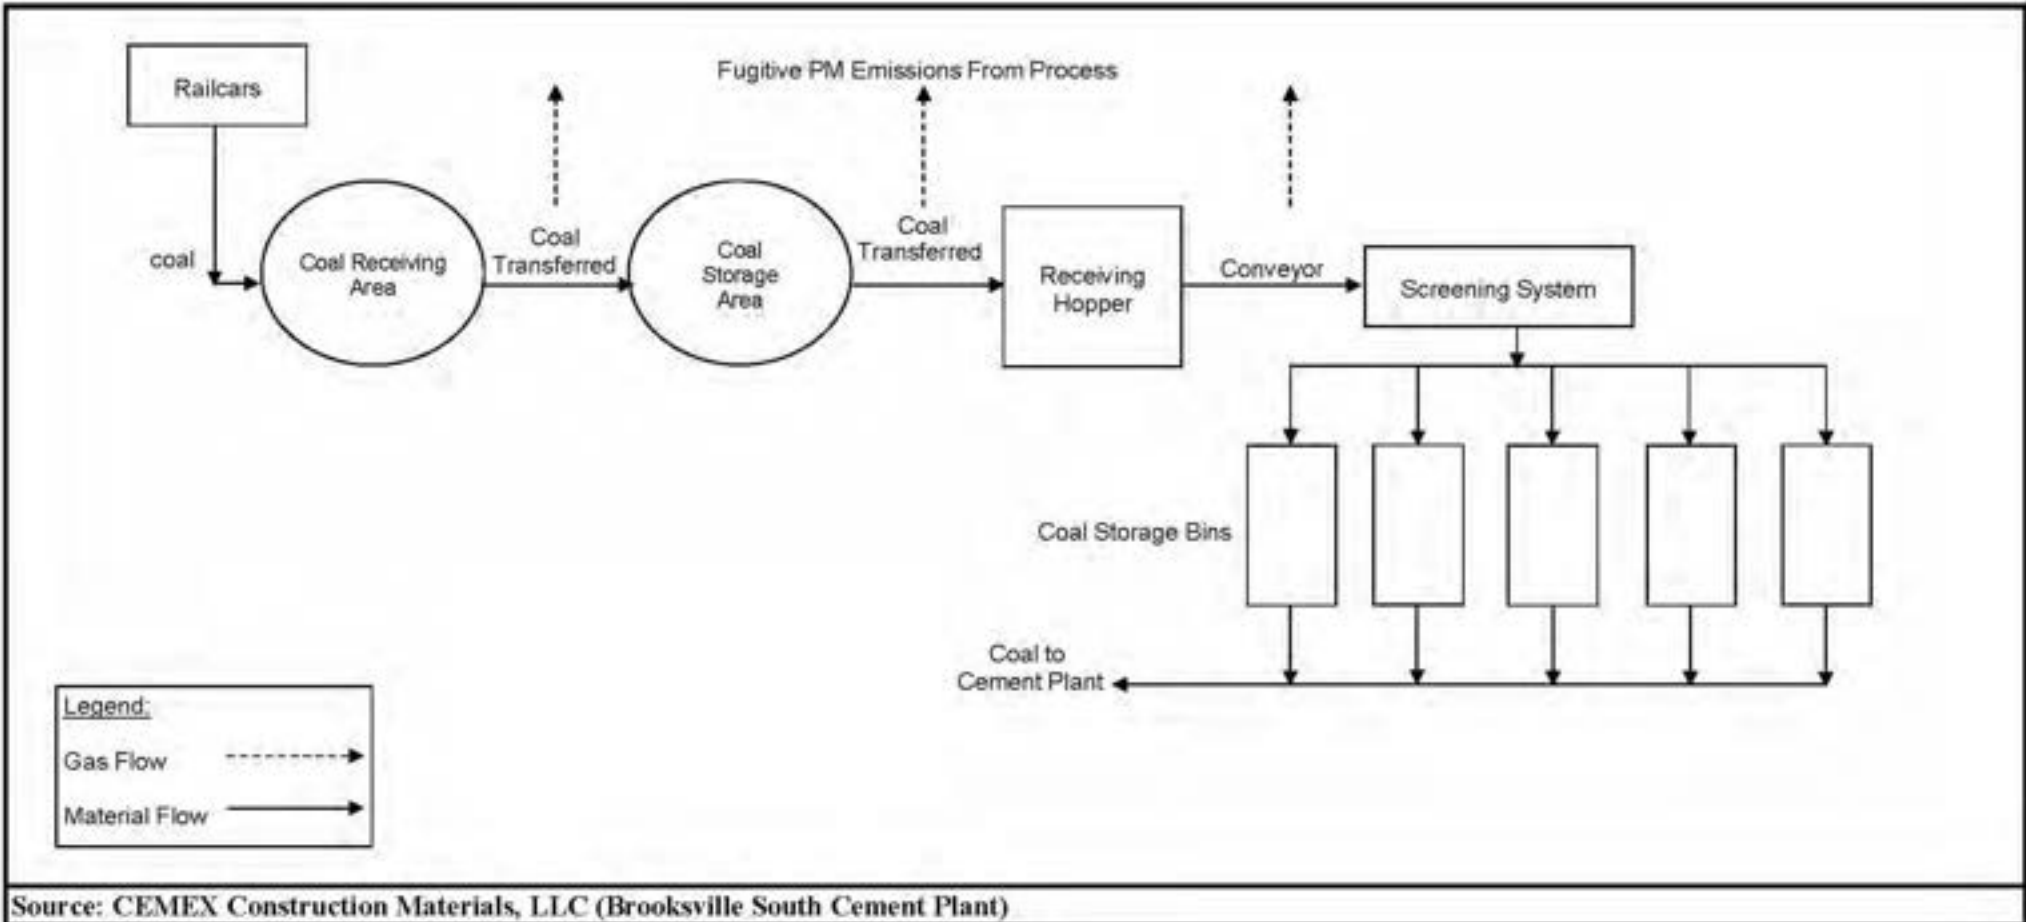 Railcars
Fugitive PM Emissions From Process
coal
Coal Receiving
Area
Coal
Transferred
Coal
Storage
Area
Coal
Transferred
Receiving
Hopper
Conveyor
Screening System
Coal Storage Bins
Coal to
Cement Plant
Legend:
Gas Flow
Material Flow
Source: CEMEX Construction Materials, LLC (Brooksville South Cement Plant)